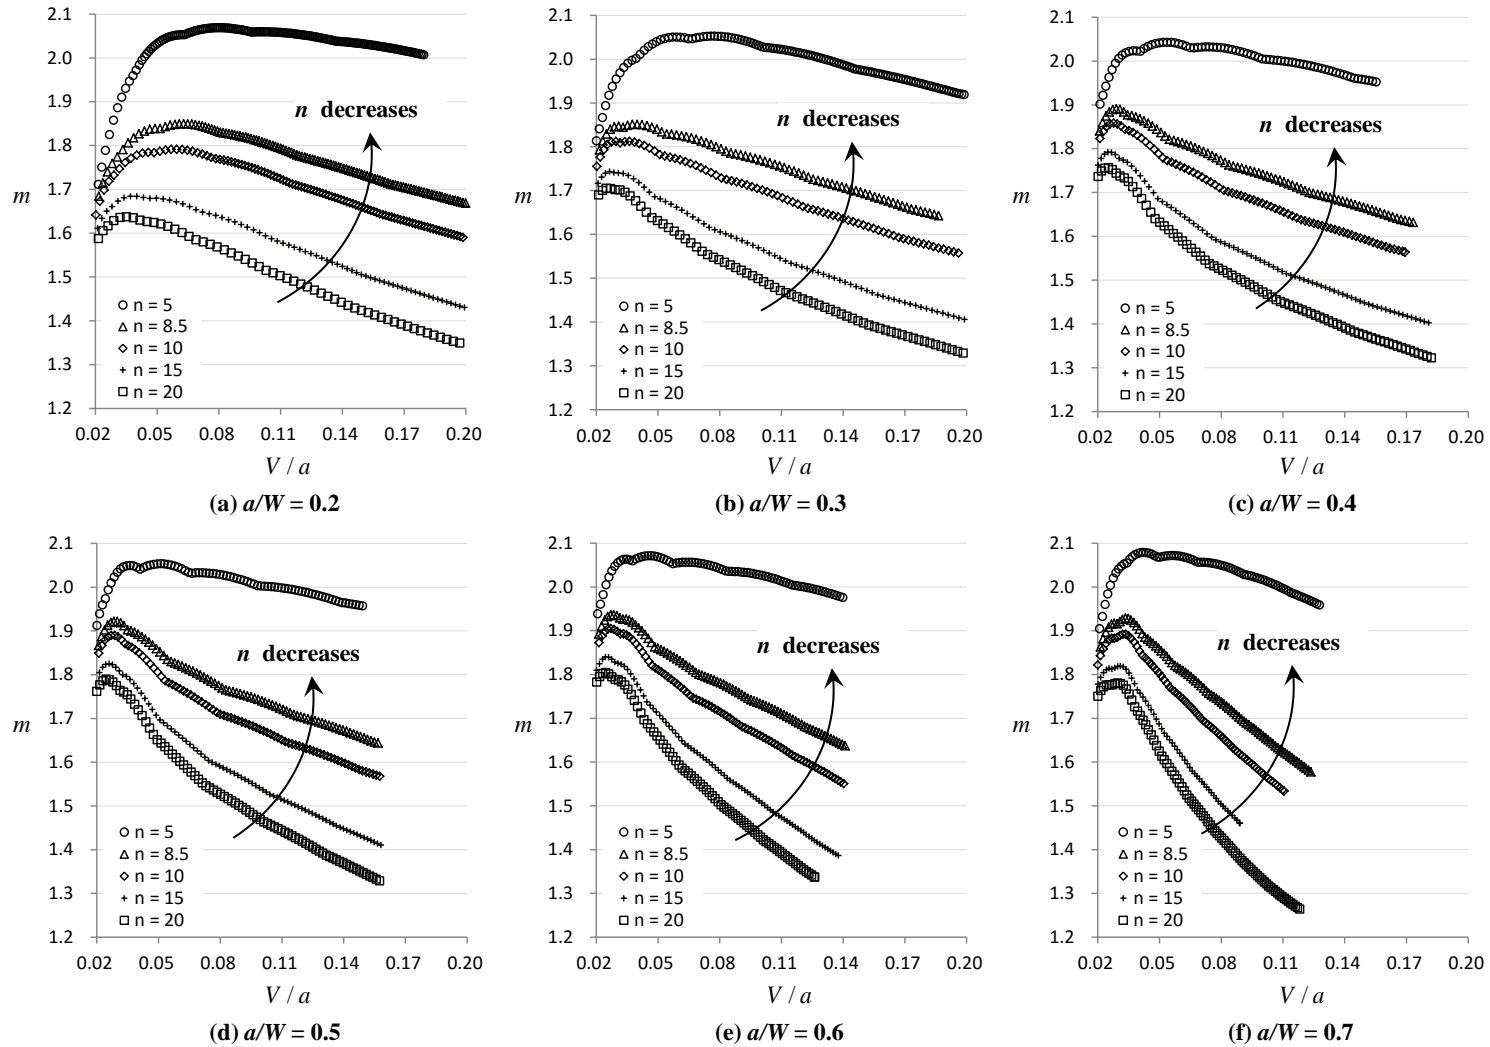 2.1
2.0
1.9
1.8
1.7
1.6
1.5
1.4
1.3
1.2
m
n decreases
n = 5
n = 8.5
n = 10
n = 15
n = 20
0.02 0.05 0.08 0.11 0.14 0.17 0.20
V / a
(a) a/W = 0.2
2.1
2.0
1.9
1.8
1.7
1.6
1.5
1.4
1.3
1.2
n decreases
n = 5
n = 8.5
n = 10
n = 15
n = 20
0.02 0.05 0.08 0.11 0.14 0.17 0.20
V / a
(b) a/W = 0.3
2.1
2.0
1.9
1.8
1.7
1.6
1.5
1.4
1.3
1.2
m
n decreases
n = 5
n = 8.5
n = 10
n = 15
n = 20
0.02 0.05 0.08 0.11 0.14 0.17 0.20
V / a
(c) a/W = 0.4
2.1
2.0
1.9
1.8
1.7
1.6
1.5
1.4
1.3
1.2
m
n decreases
n = 5
n = 8.5
n = 10
n = 15
n = 20
0.02 0.05 0.08 0.11 0.14 0.17 0.20
V / a
(d) a/W = 0.5
2.1
2.0
1.9
1.8
1.7
1.6
1.5
1.4
1.3
1.2
m
n decreases
n = 5
n = 8.5
n = 10
n = 15
n = 20
0.02 0.05 0.08 0.11 0.14 0.17 0.20
V / a
(e) a/W = 0.6
2.1
2.0
1.9
1.8
1.7
1.6
1.5
1.4
1.3
1.2
m
n decreases
n = 5
n = 8.5
n = 10
n = 15
n = 20
0.02 0.05 0.08 0.11 0.14 0.17 0.20
V / a
(f) a/W = 0.7